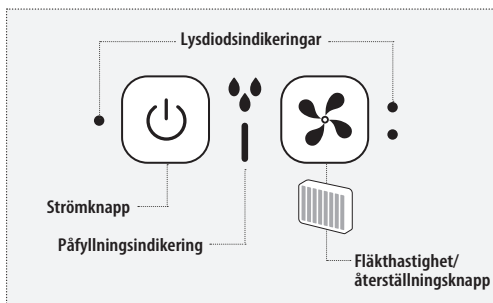 Lysdiodsindikeringar
Strömknapp
Påfyllningsindikering
Fläkthastighet/
återställningsknapp